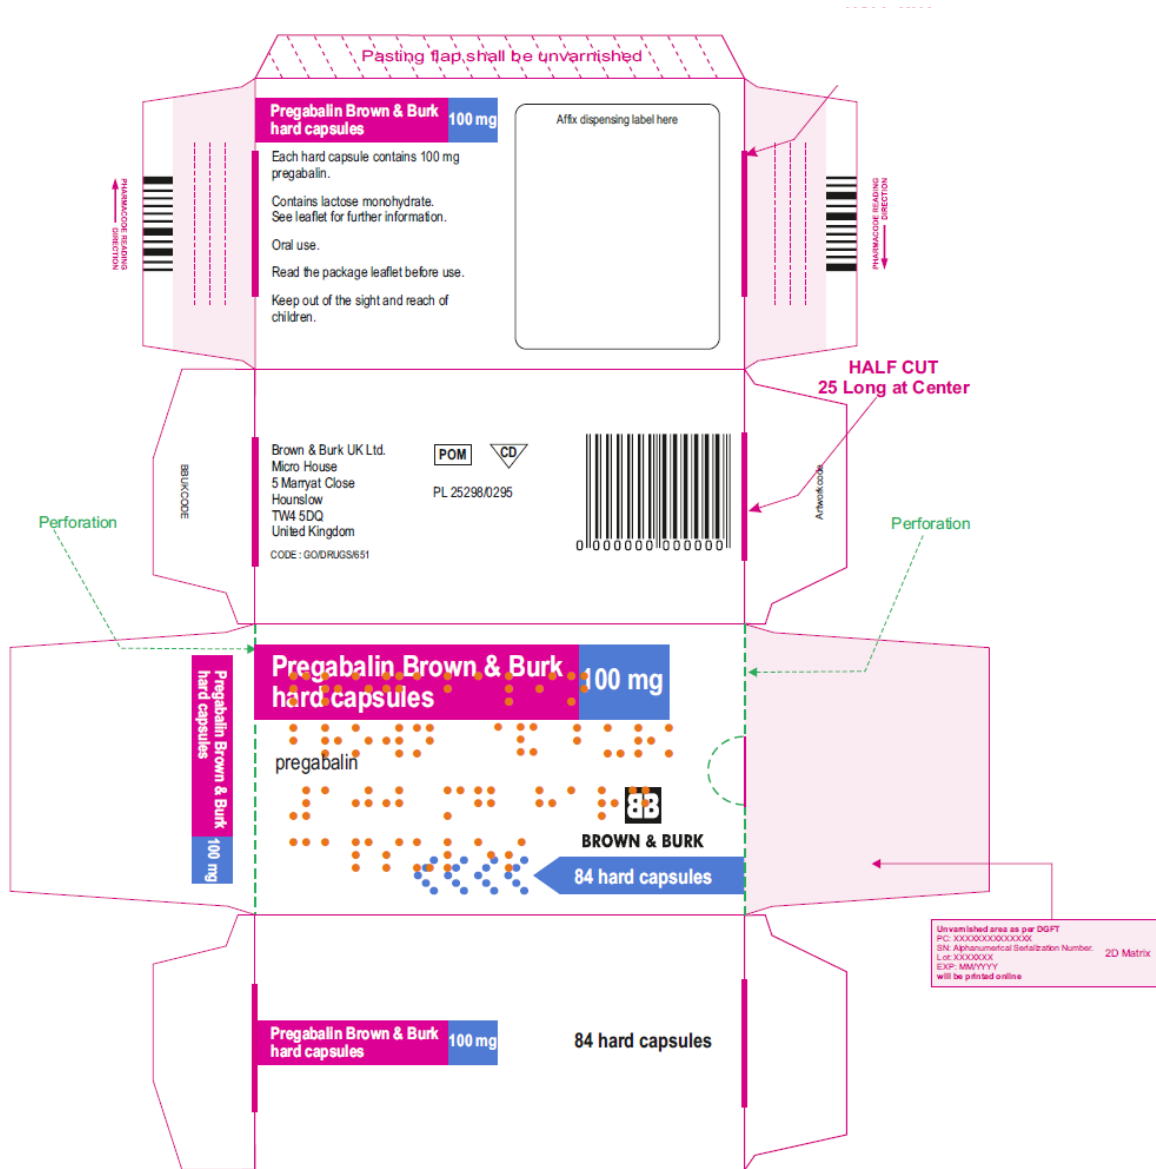 Pasting flap shall be unvarnished
Pregabalin Brown & Burk
hard capsules
100 mg
Affix dispensing label here
Each hard capsule contains 100 mg
pregabalin.
Contains lactose monohydrate.
See leaflet for further information.
Oral use.
Read the package leaflet before use.
Keep out of the sight and reach of
children.
PHARMACODE READING
DIRECTION
PHARMACODE READING
DIRECTION
HALF CUT
25 Long at Center
BBUKCODE
Brown & Burk UK Ltd.
Micro House
5 Marryat Close
Hounslow
TW4 5DQ
United Kingdom
CODE : GO/DRUGS/651
POM
CD
PL 25298/0295
0 000000 000000
Artworkcode
Perforation
Perforation
Pregabalin Brown & Burk
hard capsules
100 mg
Pregabalin Brown & Burk
hard capsules
100 mg
pregabalin
BB
BROWN & BURK
84 hard capsules
Unvarnished area as per DGFT
PC: XXXXXXXXXXXXXX
SN: Alphanumerical Serialization Number.
Lot: XXXXXXX
EXP: MM/YYYY
will be printed online
2D Matrix
Pregabalin Brown & Burk
hard capsules
100 mg
84 hard capsules